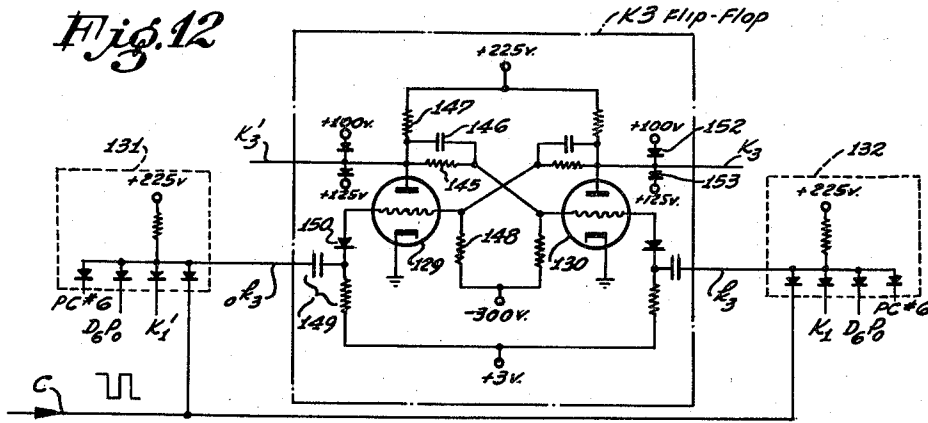 Fig. 12
K3 Flip-Flop
+225v.
147
146
145
+100v.
+125v.
K3'
+100v.
152
153
+125v.
K3
131
+225v
132
+225v
150
129
148
130
-300v.
149
+3v.
0k3
k3
PC#6
D6P0
K1'
K1
D6P0
PC#6
C